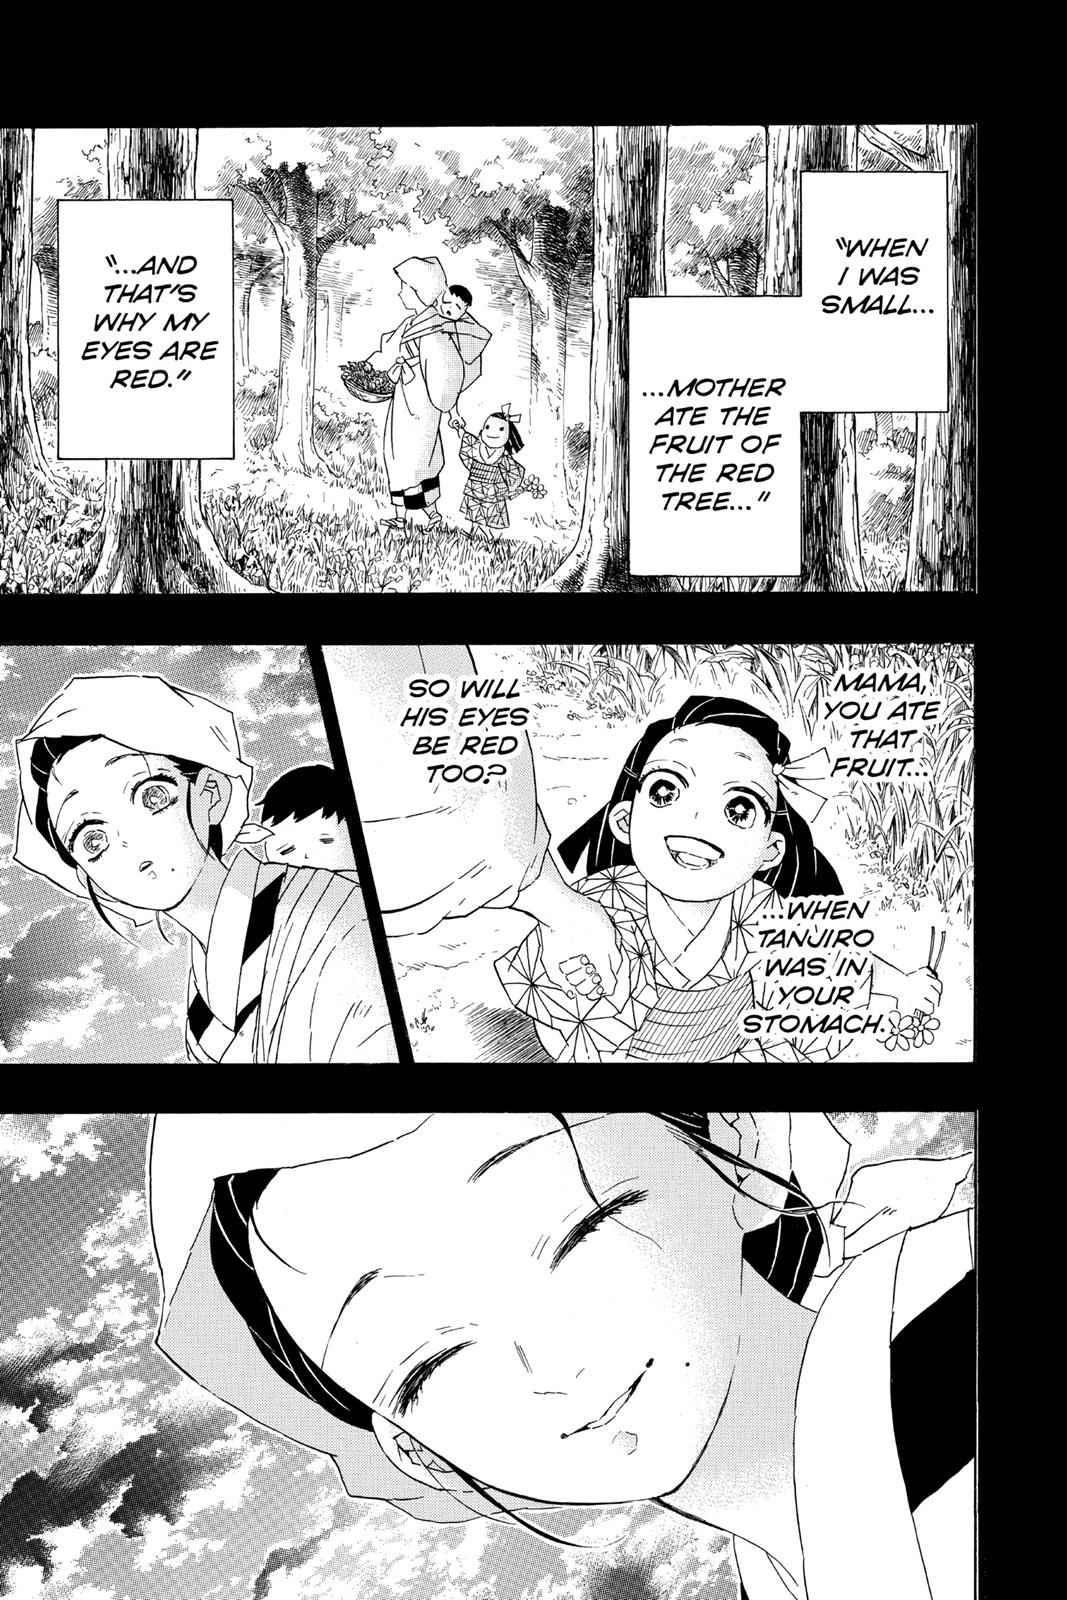 "WHEN
I WAS
SMALL...
...MOTHER
ATE THE
FRUIT OF
THE RED
TREE..."
"...AND
THAT'S
WHY MY
EYES ARE
RED."
MAMA,
YOU ATE
THAT
FRUIT...
...WHEN
TANJIRO
WAS IN
YOUR
STOMACH.
SO WILL
HIS EYES
BE RED
TOO?